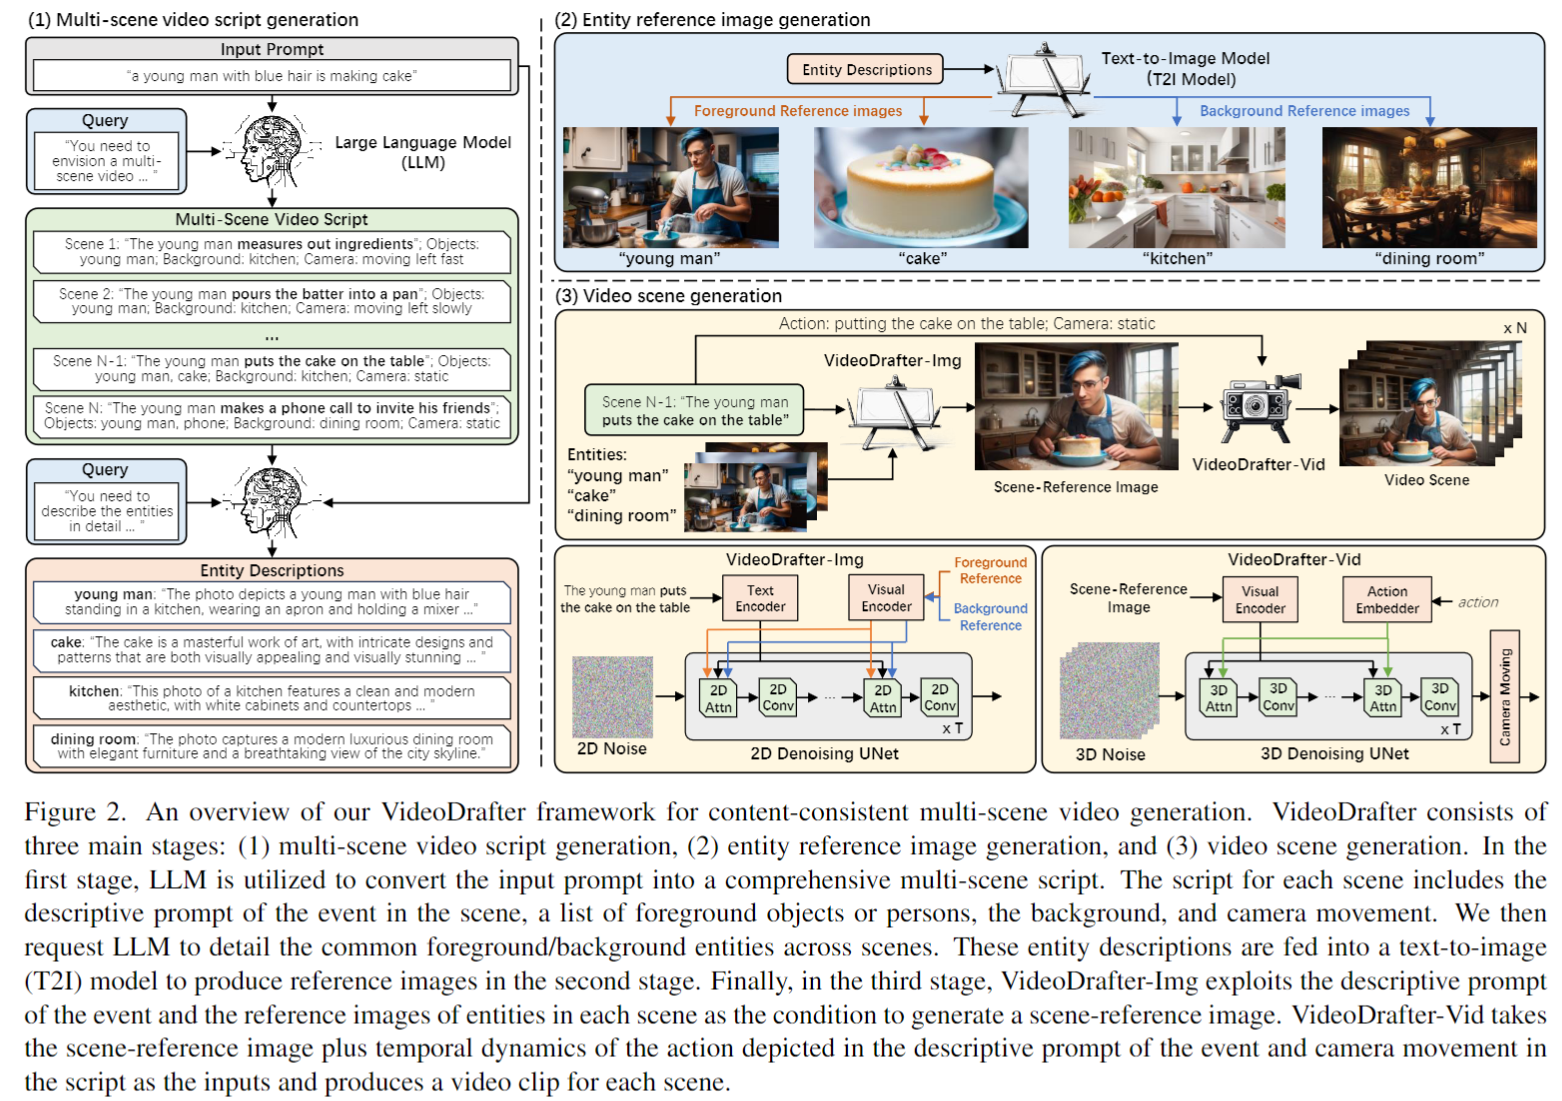 (1) Multi-scene video script generation
Input Prompt
“a young man with blue hair is making cake”
Query
“You need to
envision a multi-
scene video ... ”
Large Language Model
(LLM)
Multi-Scene Video Script
Scene 1: “The young man measures out ingredients”; Objects:
young man; Background: kitchen; Camera: moving left fast
Scene 2: “The young man pours the batter into a pan”; Objects:
young man; Background: kitchen; Camera: moving left slowly
...
Scene N-1: “The young man puts the cake on the table”; Objects:
young man, cake; Background: kitchen; Camera: static
Scene N: “The young man makes a phone call to invite his friends”;
Objects: young man, phone; Background: dining room; Camera: static
Query
“You need to
describe the entities
in detail ... ”
Entity Descriptions
young man: “The photo depicts a young man with blue hair
standing in a kitchen, wearing an apron and holding a mixer ...”
cake: “The cake is a masterful work of art, with intricate designs and
patterns that are both visually appealing and visually stunning ... ”
kitchen: “This photo of a kitchen features a clean and modern
aesthetic, with white cabinets and countertops ... ”
dining room: “The photo captures a modern luxurious dining room
with elegant furniture and a breathtaking view of the city skyline.”
(2) Entity reference image generation
Entity Descriptions
Text-to-Image Model
(T2I Model)
Foreground Reference images
Background Reference images
“young man”
“cake”
“kitchen”
“dining room”
(3) Video scene generation
Action: putting the cake on the table; Camera: static
x N
VideoDrafter-Img
Scene N-1: “The young man
puts the cake on the table”
Entities:
“young man”
“cake”
“dining room”
Scene-Reference Image
VideoDrafter-Vid
Video Scene
VideoDrafter-Img
The young man puts
the cake on the table
Text
Encoder
Visual
Encoder
Foreground
Reference
Background
Reference
2D
Attn
2D
Conv
...
2D
Attn
2D
Conv
x T
2D Noise
2D Denoising UNet
VideoDrafter-Vid
Scene-Reference
Image
Visual
Encoder
Action
Embedder
action
3D
Attn
3D
Conv
...
3D
Attn
3D
Conv
x T
Camera Moving
3D Noise
3D Denoising UNet
Figure 2. An overview of our VideoDrafter framework for content-consistent multi-scene video generation. VideoDrafter consists of
three main stages: (1) multi-scene video script generation, (2) entity reference image generation, and (3) video scene generation. In the
first stage, LLM is utilized to convert the input prompt into a comprehensive multi-scene script. The script for each scene includes the
descriptive prompt of the event in the scene, a list of foreground objects or persons, the background, and camera movement. We then
request LLM to detail the common foreground/background entities across scenes. These entity descriptions are fed into a text-to-image
(T2I) model to produce reference images in the second stage. Finally, in the third stage, VideoDrafter-Img exploits the descriptive prompt
of the event and the reference images of entities in each scene as the condition to generate a scene-reference image. VideoDrafter-Vid takes
the scene-reference image plus temporal dynamics of the action depicted in the descriptive prompt of the event and camera movement in
the script as the inputs and produces a video clip for each scene.